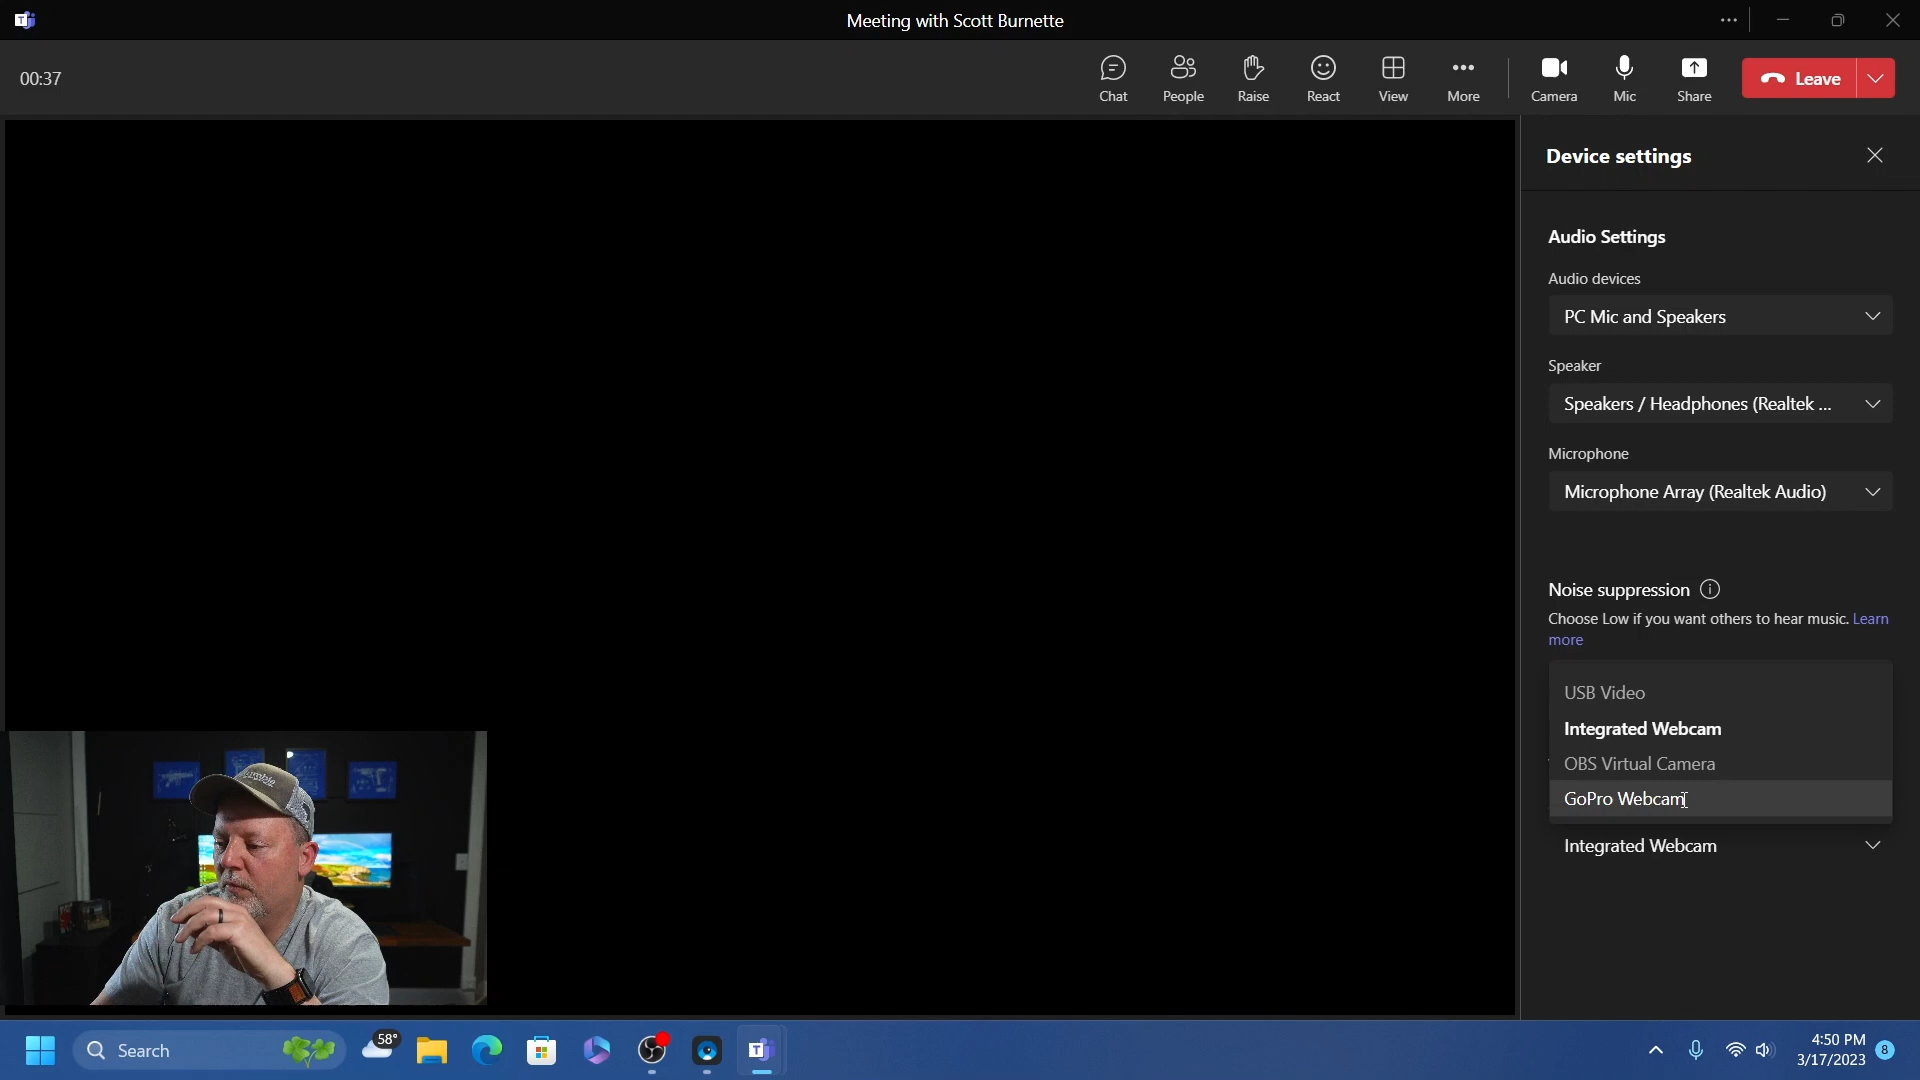 Meeting with Scott Burnette
00:37
Chat
People
Raise
React
View
More
Camera
Mic
Share
Leave
Device settings
Audio Settings
Audio devices
PC Mic and Speakers
Speaker
Speakers / Headphones (Realtek ...
Microphone
Microphone Array (Realtek Audio)
Noise suppression
Choose Low if you want others to hear music. Learn
more
USB Video
Integrated Webcam
OBS Virtual Camera
GoPro Webcam
Integrated Webcam
Search
58°
4:50 PM
3/17/2023
8